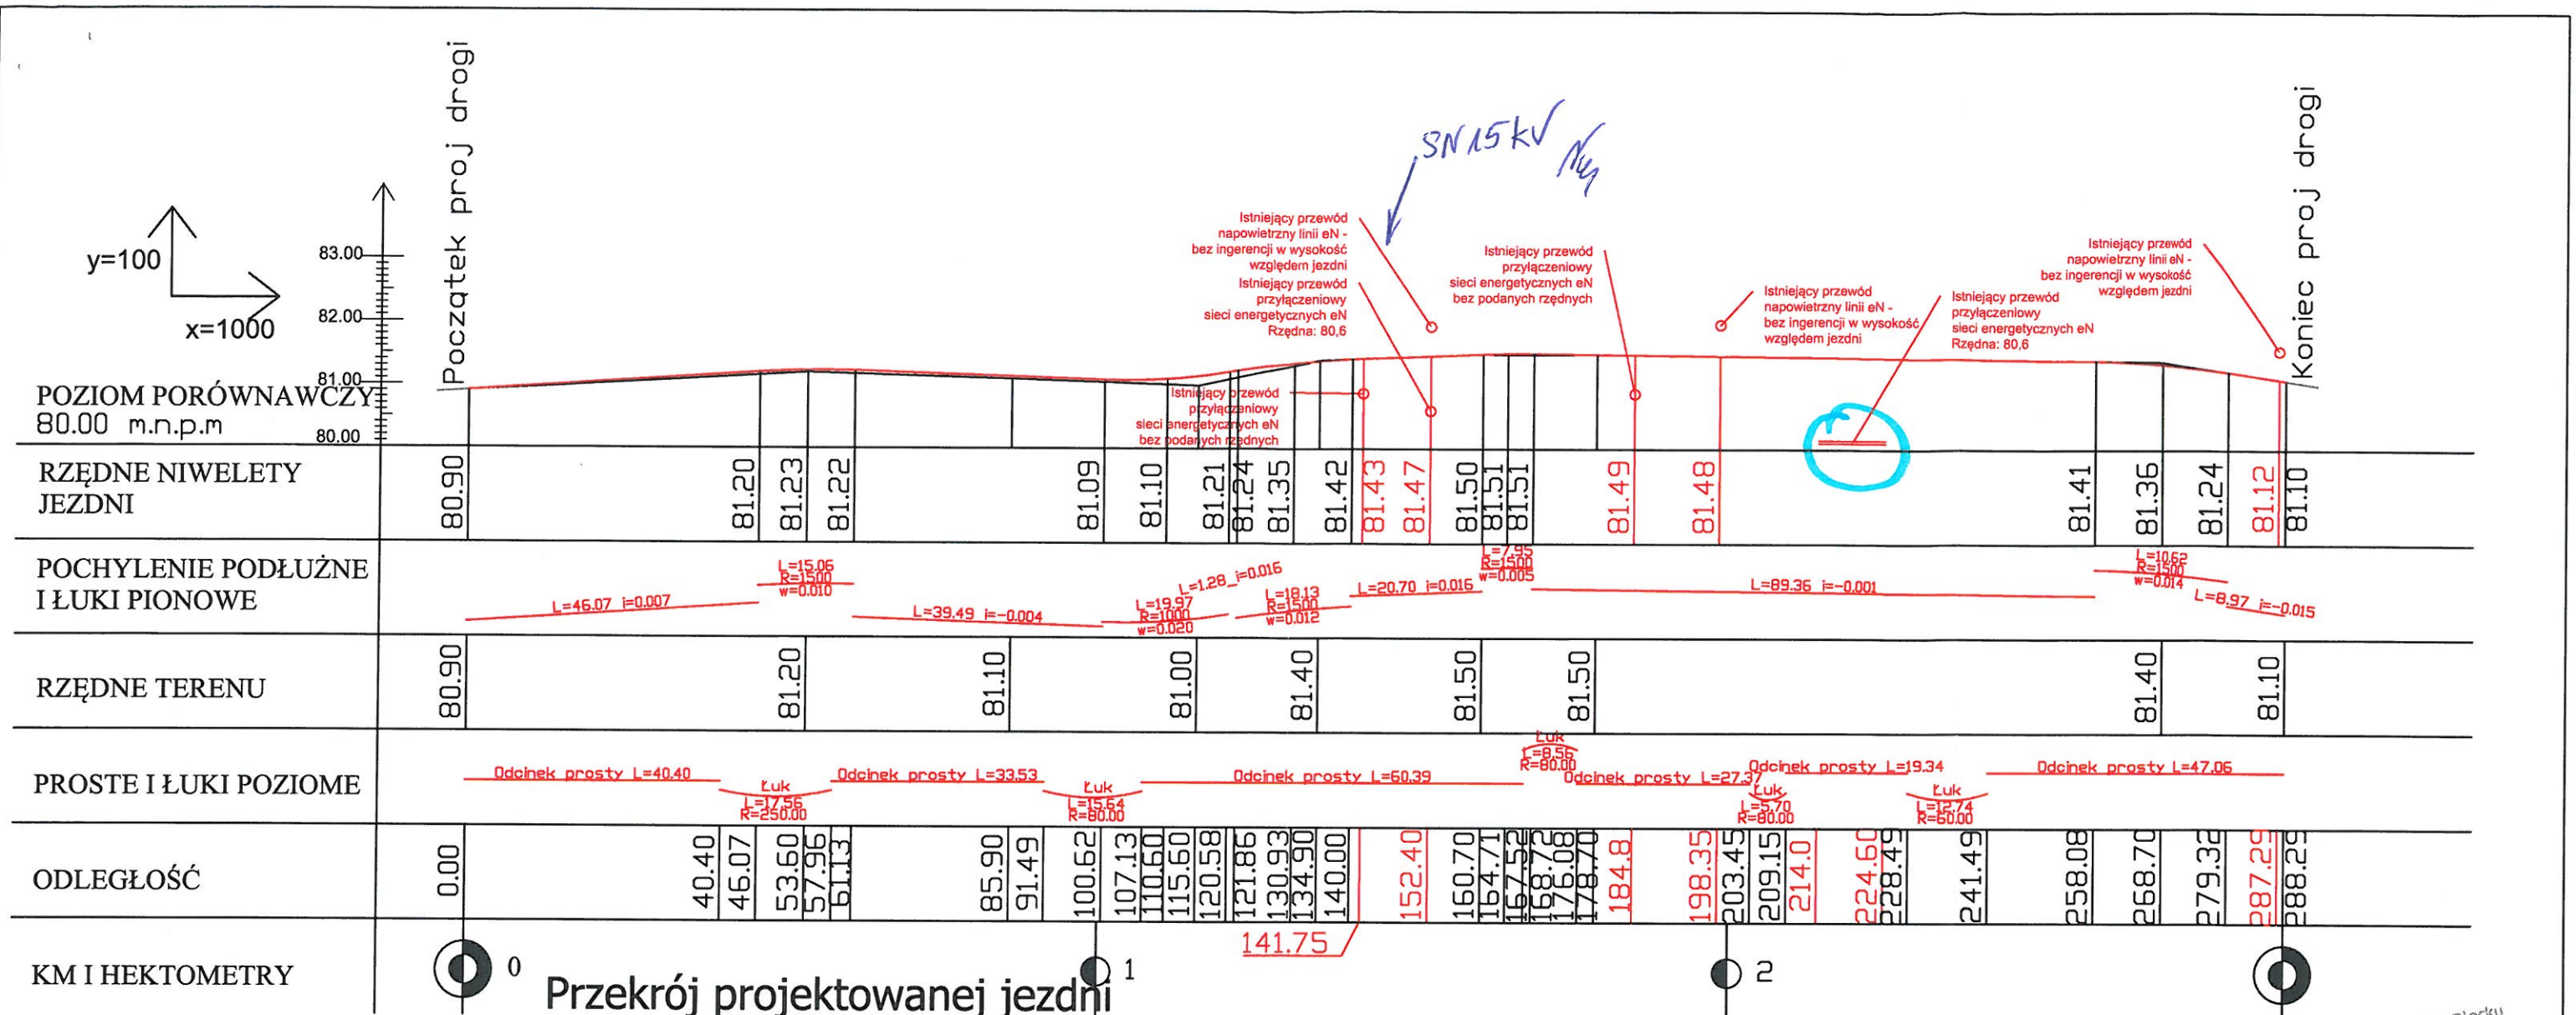 Początek proj drogi
Koniec proj drogi
SN 15 kV
y=100
x=1000
83.00
82.00
81.00
80.00
Istniejący przewód
napowietrzny linii eN -
bez ingerencji w wysokość
względem jezdni
Istniejący przewód
przyłączeniowy
sieci energetycznych eN
Rzędna: 80,6
Istniejący przewód
przyłączeniowy
sieci energetycznych eN
bez podanych rzędnych
Istniejący przewód
napowietrzny linii eN -
bez ingerencji w wysokość
względem jezdni
Istniejący przewód
przyłączeniowy
sieci energetycznych eN
Rzędna: 80,6
Istniejący przewód
napowietrzny linii eN -
bez ingerencji w wysokość
względem jezdni
Istniejący przewód
przyłączeniowy
sieci energetycznych eN
bez podanych rzędnych
POZIOM PORÓWNAWCZY
80.00 m.n.p.m
RZĘDNE NIWELETY
JEZDNI
80.90 81.20 81.23 81.22 81.09 81.10 81.21 81.24 81.35 81.42 81.43 81.47 81.50 81.51 81.51 81.49 81.48 81.41 81.36 81.24 81.12 81.10
POCHYLENIE PODŁUŻNE
I ŁUKI PIONOWE
L=46.07 i=0.007
L=15.06
R=1500
w=0.010
L=39.49 i=-0.004
L=19.97
R=1000
w=0.020
L=1.28 i=0.016
L=18.13
R=1500
w=0.012
L=20.70 i=0.016
L=7.95
R=1500
w=0.005
L=89.36 i=-0.001
L=10.62
R=1500
w=0.014
L=8.97 i=-0.015
RZĘDNE TERENU
80.90 81.20 81.10 81.00 81.40 81.50 81.50 81.40 81.10
PROSTE I ŁUKI POZIOME
Odcinek prosty L=40.40
Łuk
L=17.56
R=250.00
Odcinek prosty L=33.53
Łuk
L=15.64
R=80.00
Odcinek prosty L=60.39
Łuk
L=8.56
R=80.00
Odcinek prosty L=27.37
Łuk
L=5.70
R=80.00
Odcinek prosty L=19.34
Łuk
L=12.74
R=60.00
Odcinek prosty L=47.06
ODLEGŁOŚĆ
0.00 40.40 46.07 53.60 57.96 61.13 85.90 91.49 100.62 107.13 110.60 115.60 120.58 121.86 130.93 134.90 140.00 152.40 160.70 164.71 167.52 168.72 176.08 178.70 184.8 198.35 203.45 209.15 214.0 224.60 228.49 241.49 258.08 268.70 279.32 287.29 288.29
141.75
KM I HEKTOMETRY
0
1
2
Przekrój projektowanej jezdni